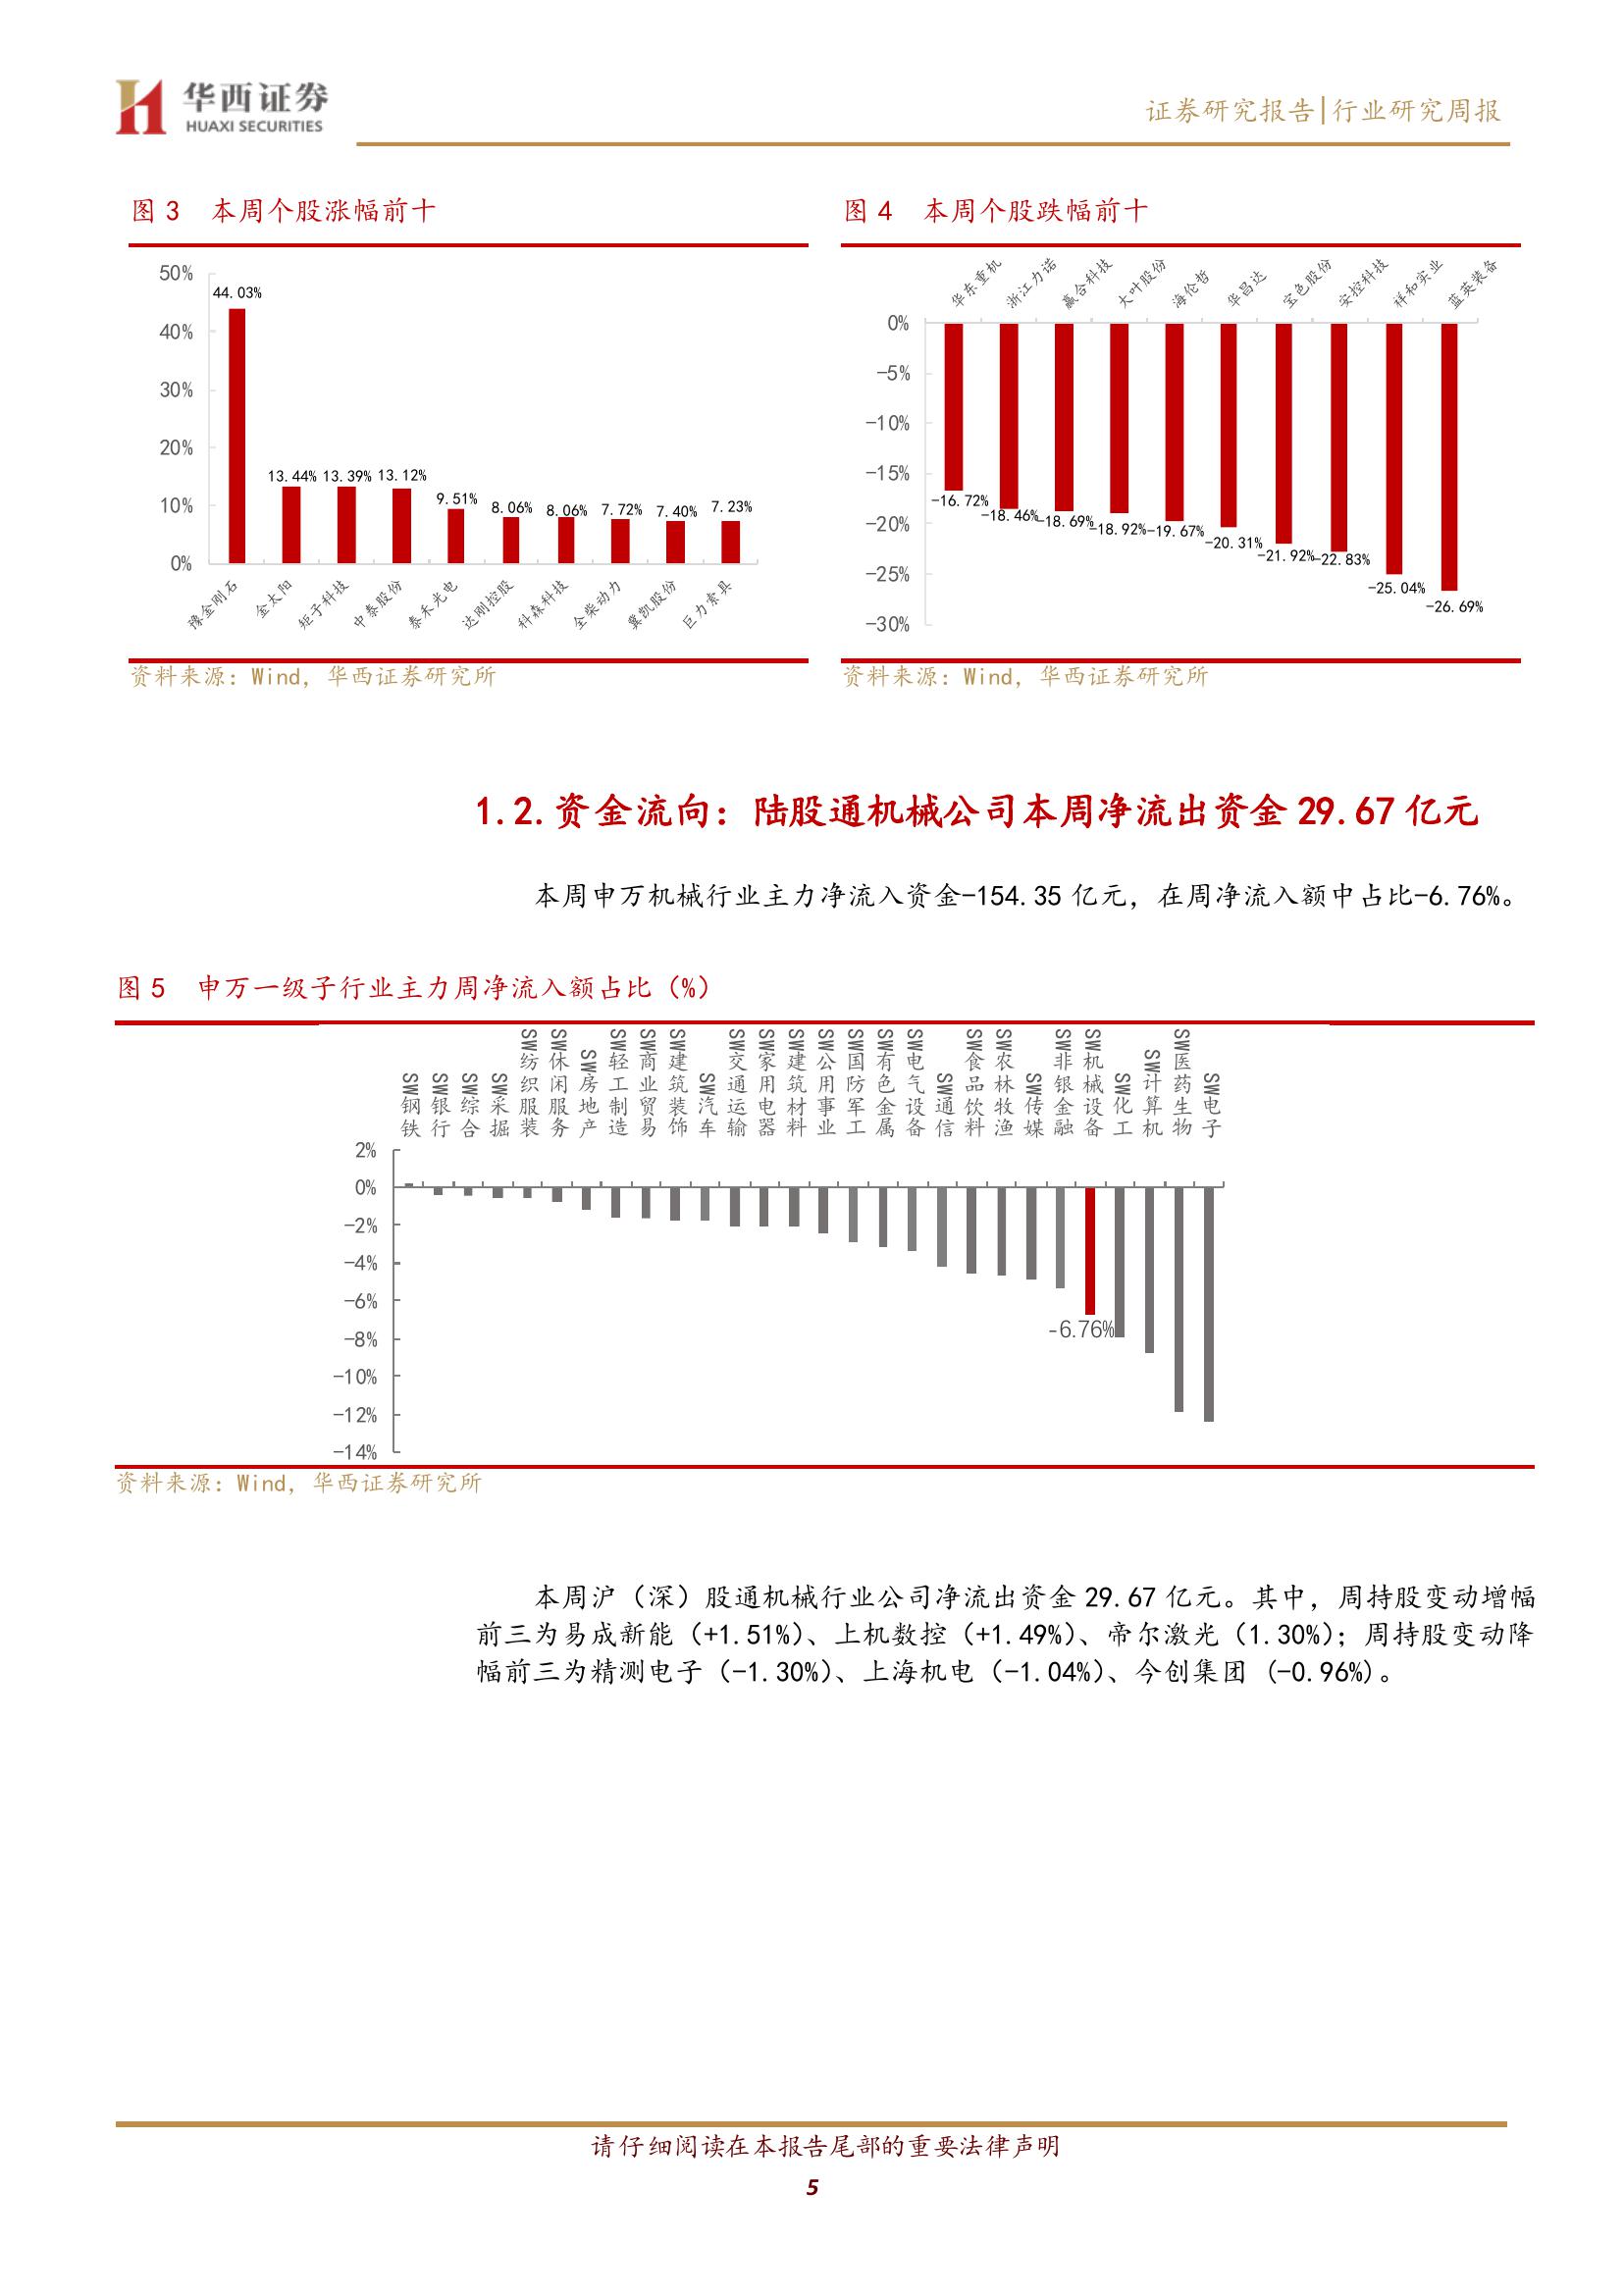 华西证券
HUAXI SECURITIES
证券研究报告|行业研究周报
图 3 本周个股涨幅前十
50%
40%
30%
20%
10%
0%
44.03%
13.44%
13.39%
13.12%
9.51%
8.06%
8.06%
7.72%
7.40%
7.23%
豫金刚石
金太阳
矩子科技
中泰股份
泰禾光电
达刚控股
科森科技
全柴动力
冀凯股份
巨力索具
资料来源：Wind，华西证券研究所
图 4 本周个股跌幅前十
华东重机
浙江力诺
赢合科技
大叶股份
海伦哲
华昌达
宝色股份
安控科技
祥和实业
蓝英装备
0%
-5%
-10%
-15%
-20%
-25%
-30%
-16.72%
-18.46%
-18.69%
-18.92%
-19.67%
-20.31%
-21.92%
-22.83%
-25.04%
-26.69%
资料来源：Wind，华西证券研究所
1.2.资金流向：陆股通机械公司本周净流出资金 29.67 亿元
本周申万机械行业主力净流入资金-154.35 亿元，在周净流入额中占比-6.76%。
图 5 申万一级子行业主力周净流入额占比（%）
SW钢铁
SW银行
SW综合
SW采掘
SW纺织服装
SW休闲服务
SW房地产
SW轻工制造
SW商业贸易
SW建筑装饰
SW汽车
SW交通运输
SW家用电器
SW建筑材料
SW公用事业
SW国防军工
SW有色金属
SW电气设备
SW通信
SW食品饮料
SW农林牧渔
SW传媒
SW非银金融
SW机械设备
SW化工
SW计算机
SW医药生物
SW电子
2%
0%
-2%
-4%
-6%
-8%
-10%
-12%
-14%
-6.76%
资料来源：Wind，华西证券研究所
本周沪（深）股通机械行业公司净流出资金 29.67 亿元。其中，周持股变动增幅
前三为易成新能（+1.51%）、上机数控（+1.49%）、帝尔激光（1.30%）；周持股变动降
幅前三为精测电子（-1.30%）、上海机电（-1.04%）、今创集团 (-0.96%)。
请仔细阅读在本报告尾部的重要法律声明
5